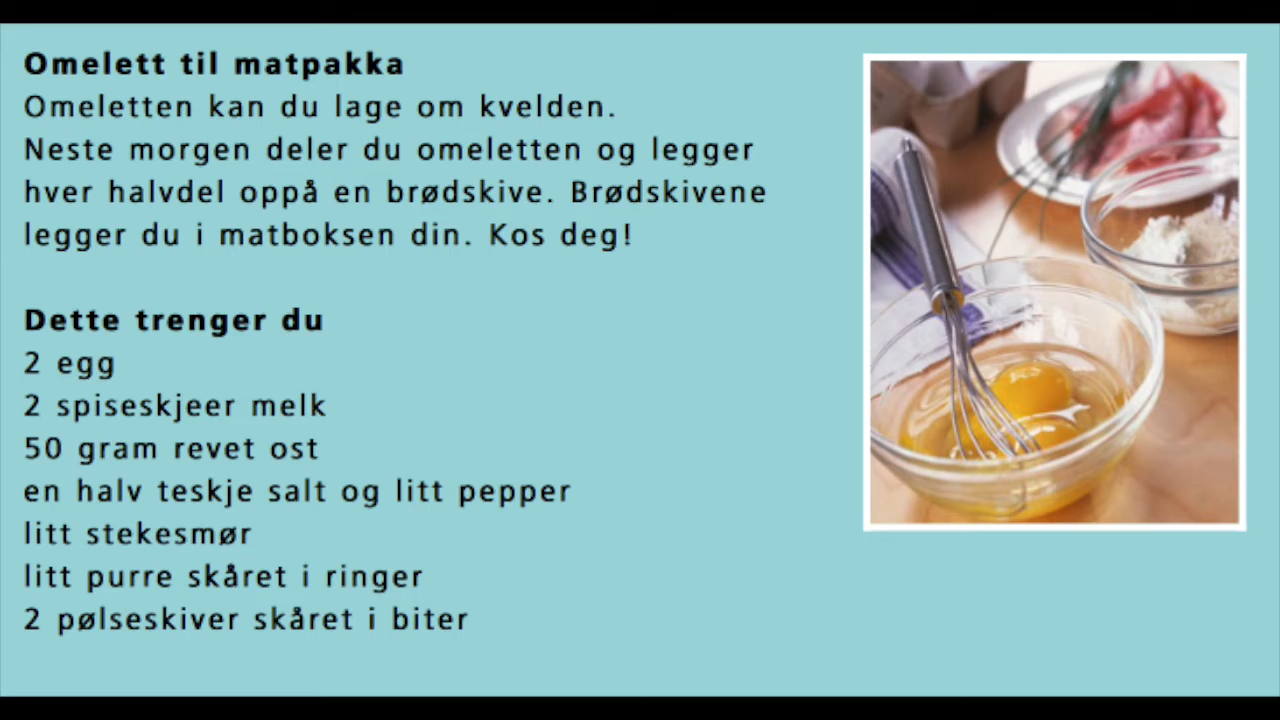 Omelett til matpakka
Omeletten kan du lage om kvelden.
Neste morgen deler du omeletten og legger
hver halvdel oppå en brødskive. Brødskivene
legger du i matboksen din. Kos deg!
Dette trenger du
2 egg
2 spiseskjeer melk
50 gram revet ost
en halv teskje salt og litt pepper
litt stekesmør
litt purre skåret i ringer
2 pølseskiver skåret i biter